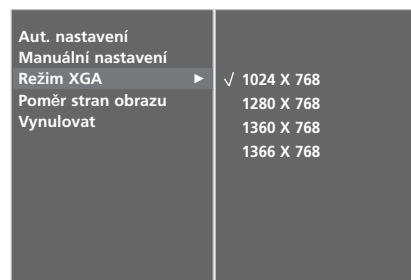 Aut. nastavení
Manuální nastavení
Režim XGA ►
Poměr stran obrazu
Vynulovat
√ 1024 X 768
1280 X 768
1360 X 768
1366 X 768